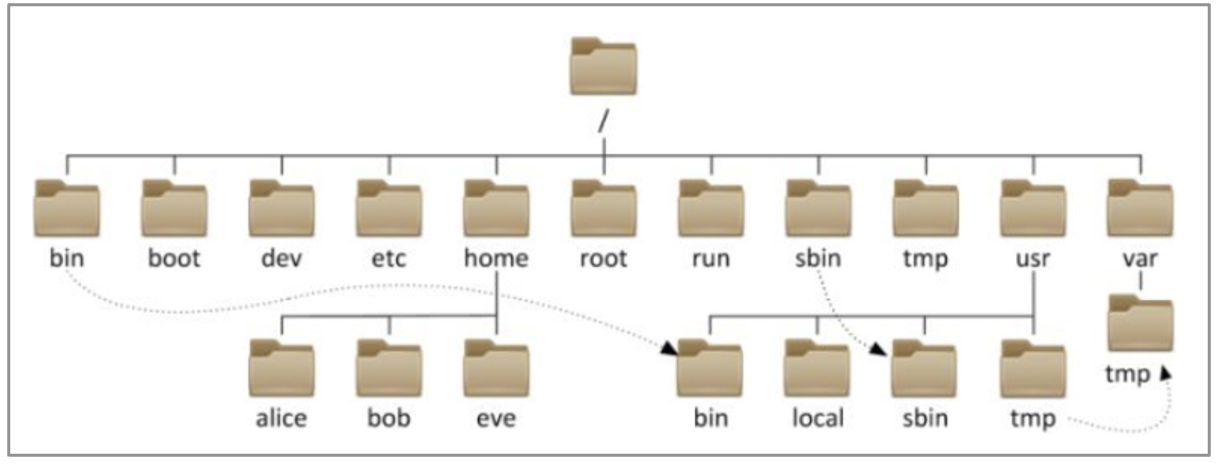 /
bin boot dev etc home root run sbin tmp usr var
tmp
alice bob eve bin local sbin tmp